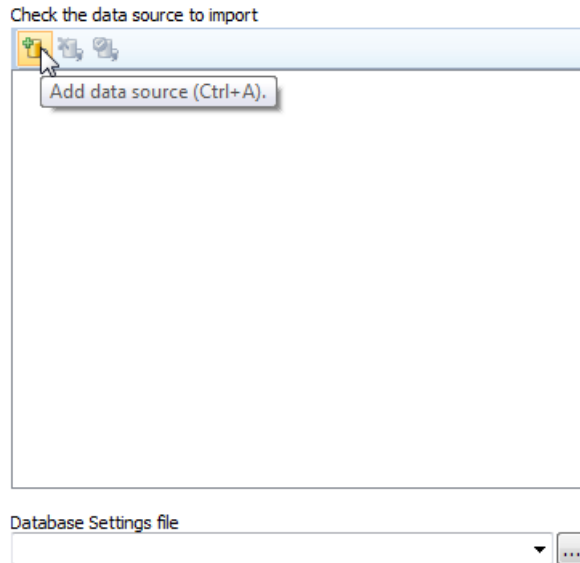 Check the data source to import
Add data source (Ctrl+A).
Database Settings file
...